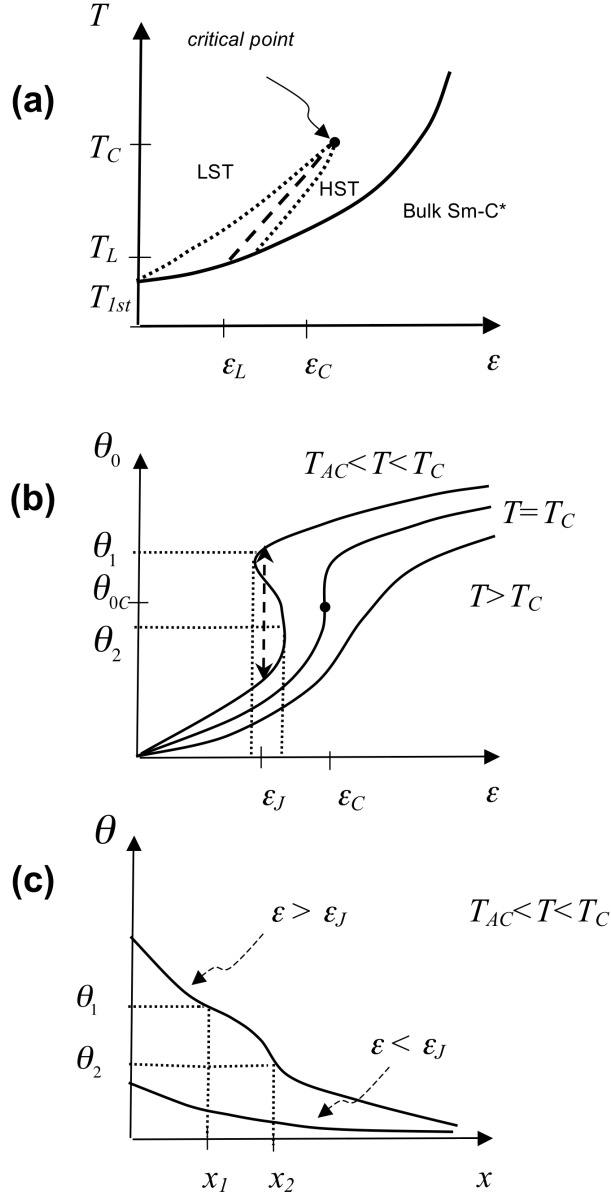 T
critical point
(a)
T_C
LST
HST
Bulk Sm-C*
T_L
T_1st
ε_L
ε_C
ε
θ_0
T_AC<T<T_C
(b)
θ_1
T=T_C
θ_0C
T>T_C
θ_2
ε_J
ε_C
ε
θ
(c)
ε > ε_J
T_AC<T<T_C
θ_1
θ_2
ε < ε_J
x_1
x_2
x